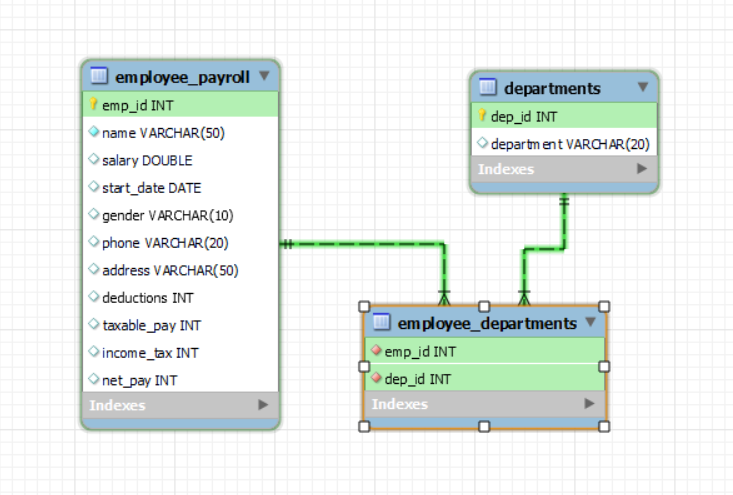 employee_payroll
emp_id INT
name VARCHAR(50)
salary DOUBLE
start_date DATE
gender VARCHAR(10)
phone VARCHAR(20)
address VARCHAR(50)
deductions INT
taxable_pay INT
income_tax INT
net_pay INT
Indexes
departments
dep_id INT
department VARCHAR(20)
Indexes
employee_departments
emp_id INT
dep_id INT
Indexes